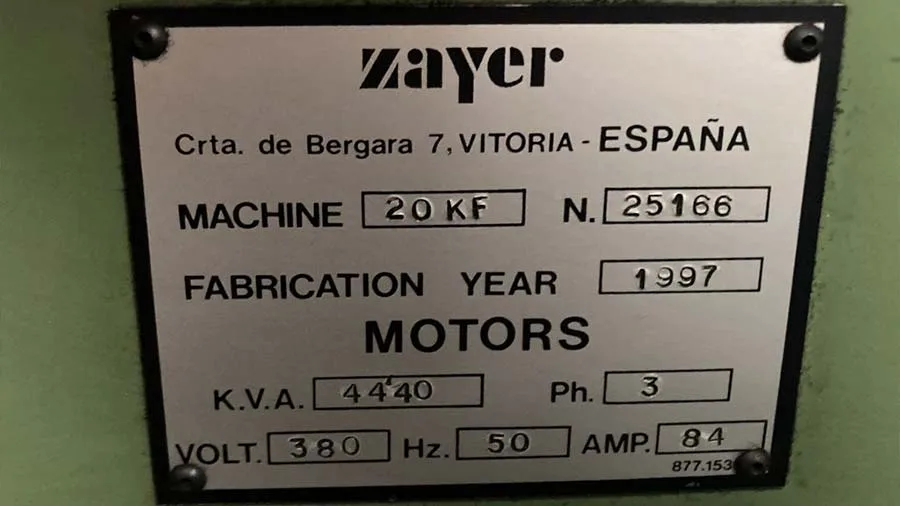 zayer
Crta. de Bergara 7, VITORIA - ESPAÑA
MACHINE 20 KF N. 25166
FABRICATION YEAR 1997
MOTORS
K.V.A. 44'40 Ph. 3
VOLT. 380 Hz. 50 AMP. 84
877.153